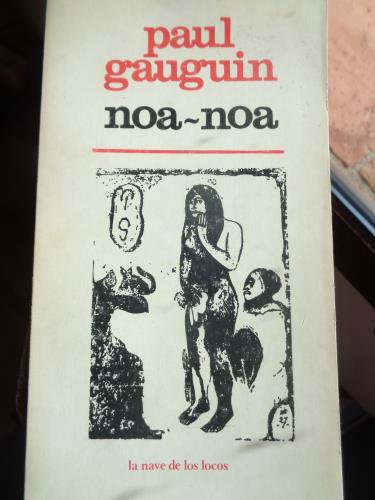 paul
gauguin
noa~noa
la nave de los locos